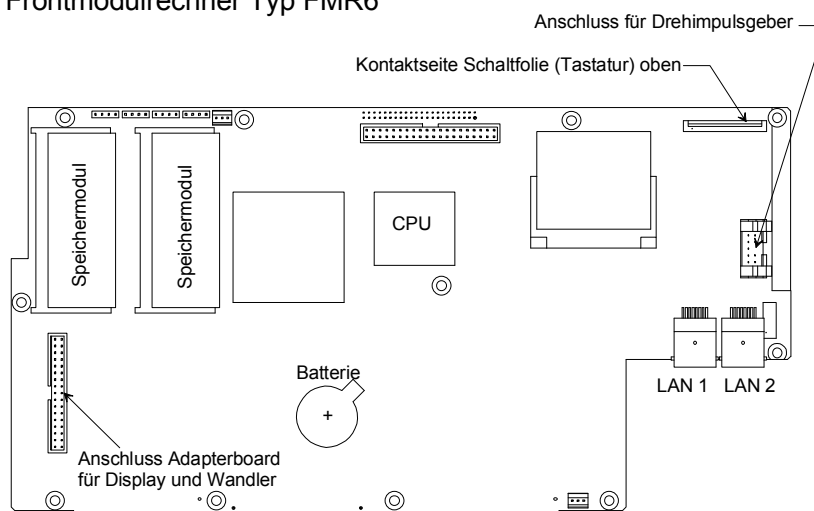 Frontmodulrechner Typ FMR6
Anschluss für Drehimpulsgeber
Kontaktseite Schaltfolie (Tastatur) oben
Speichermodul
Speichermodul
CPU
Batterie
+
LAN 1 LAN 2
Anschluss Adapterboard
für Display und Wandler